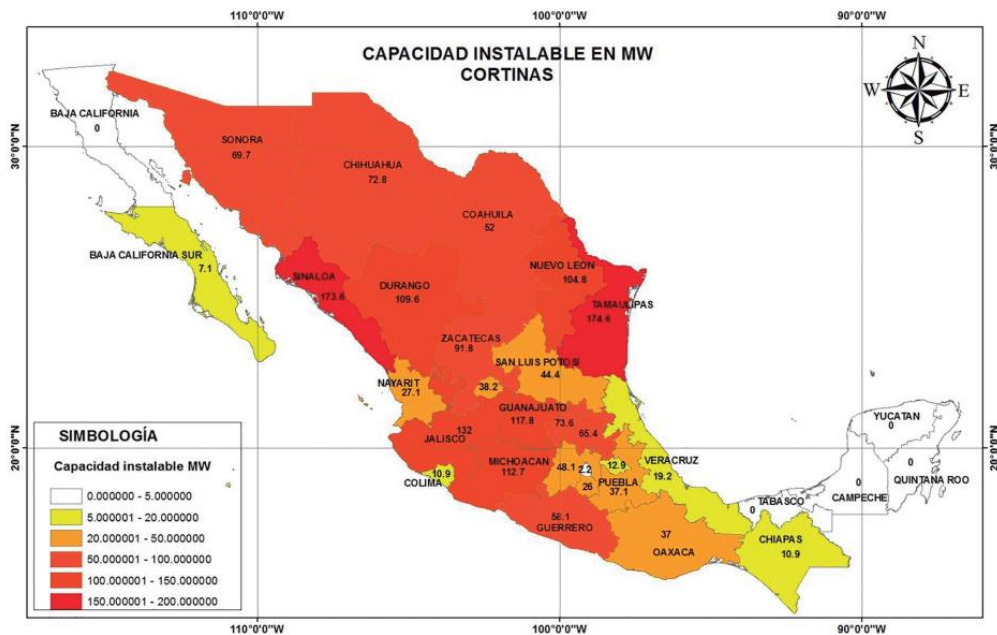 110°0'0"W
100°0'0"W
90°0'0"W
CAPACIDAD INSTALABLE EN MW
CORTINAS
N
W
E
S
30°0'0"N
30°0'0"N
BAJA CALIFORNIA
0
SONORA
69.7
CHIHUAHUA
72.8
COAHUILA
52
BAJA CALIFORNIA SUR
7.1
SINALOA
173.6
DURANGO
109.6
NUEVO LEON
104.8
TAMAULIPAS
174.6
ZACATECAS
91.8
SAN LUIS POTOSI
44.4
NAYARIT
27.1
38.2
GUANAJUATO
117.8
73.6
65.4
132
JALISCO
YUCATAN
0
20°0'0"N
20°0'0"N
MICHOACAN
112.7
48.1
2.2
12.9
VERACRUZ
19.2
10.9
COLIMA
26
PUEBLA
37.1
0
CAMPECHE
0
QUINTANA ROO
TABASCO
0
58.1
GUERRERO
37
OAXACA
CHIAPAS
10.9
SIMBOLOGÍA
Capacidad instalable MW
0.000000 - 5.000000
5.000001 - 20.000000
20.000001 - 50.000000
50.000001 - 100.000000
100.000001 - 150.000000
150.000001 - 200.000000
110°0'0"W
100°0'0"W
90°0'0"W